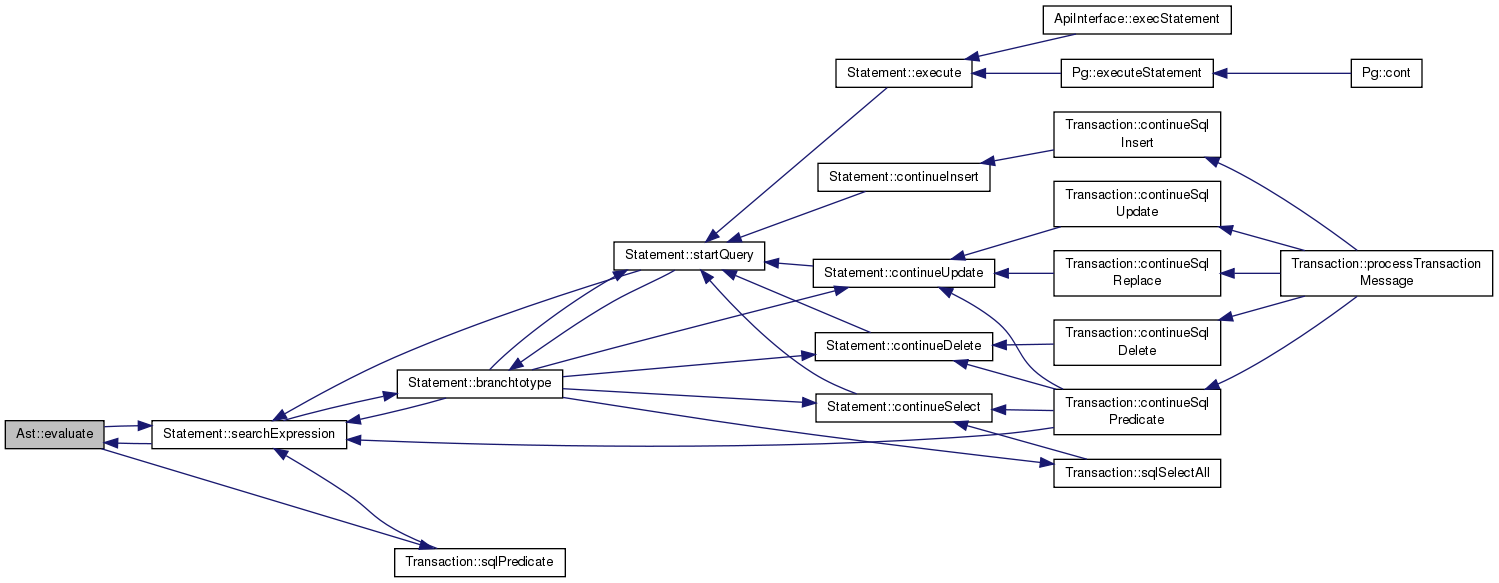 ApiInterface::execStatement
Statement::execute
Pg::executeStatement
Pg::cont
Transaction::continueSql
Insert
Statement::continueInsert
Transaction::continueSql
Update
Statement::startQuery
Statement::continueUpdate
Transaction::continueSql
Replace
Transaction::processTransaction
Message
Transaction::continueSql
Delete
Statement::continueDelete
Statement::branchtotype
Statement::continueSelect
Transaction::continueSql
Predicate
Ast::evaluate
Statement::searchExpression
Transaction::sqlSelectAll
Transaction::sqlPredicate